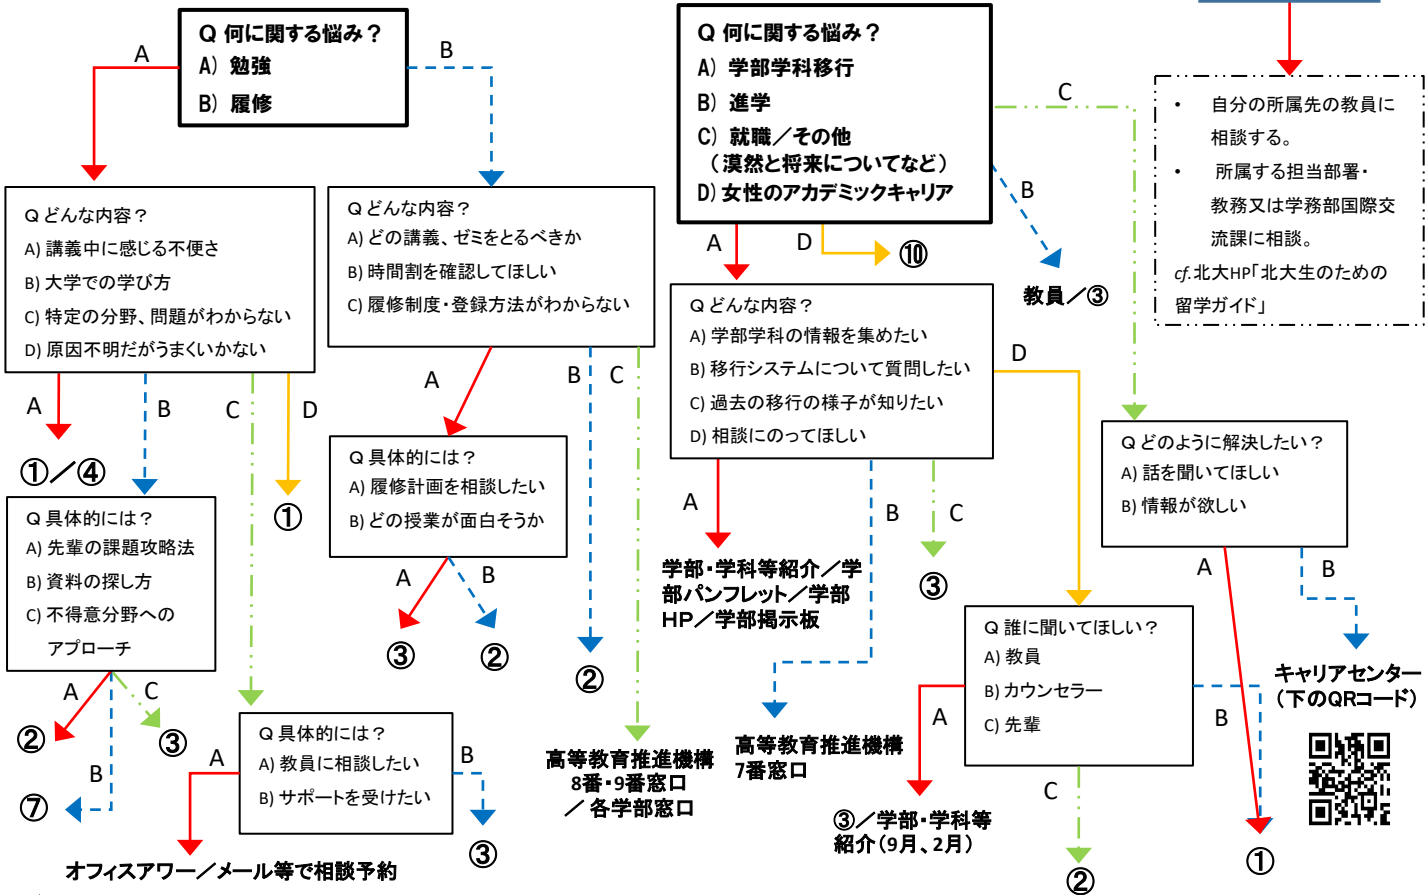 Q 何に関する悩み？
A) 勉強
B) 履修
A
B
Q どんな内容？
A) 講義中に感じる不便さ
B) 大学での学び方
C) 特定の分野、問題がわからない
D) 原因不明だがうまくいかない
A
B
C
D
①／④
①
Q 具体的には？
A) 先輩の課題攻略法
B) 資料の探し方
C) 不得意分野への
アプローチ
A
B
C
②
⑦
③
Q 具体的には？
A) 教員に相談したい
B) サポートを受けたい
A
B
オフィスアワー／メール等で相談予約
③
Q どんな内容？
A) どの講義、ゼミをとるべきか
B) 時間割を確認してほしい
C) 履修制度・登録方法がわからない
A
B
C
Q 具体的には？
A) 履修計画を相談したい
B) どの授業が面白そうか
A
B
③
②
②
高等教育推進機構
8番・9番窓口
／各学部窓口
Q 何に関する悩み？
A) 学部学科移行
B) 進学
C) 就職／その他
（漠然と将来についてなど）
D) 女性のアカデミックキャリア
A
D
B
C
⑩
教員／③
Q どんな内容？
A) 学部学科の情報を集めたい
B) 移行システムについて質問したい
C) 過去の移行の様子が知りたい
D) 相談にのってほしい
A
B
C
D
学部・学科等紹介／学
部パンフレット／学部
HP／学部掲示板
高等教育推進機構
7番窓口
③
Q 誰に聞いてほしい？
A) 教員
B) カウンセラー
C) 先輩
A
B
C
③／学部・学科等
紹介（9月、2月）
②
①
Q どのように解決したい？
A) 話を聞いてほしい
B) 情報が欲しい
A
B
キャリアセンター
（下のQRコード）
• 自分の所属先の教員に
相談する。
• 所属する担当部署・
教務又は学務部国際交
流課に相談。
cf.北大HP「北大生のための
留学ガイド」